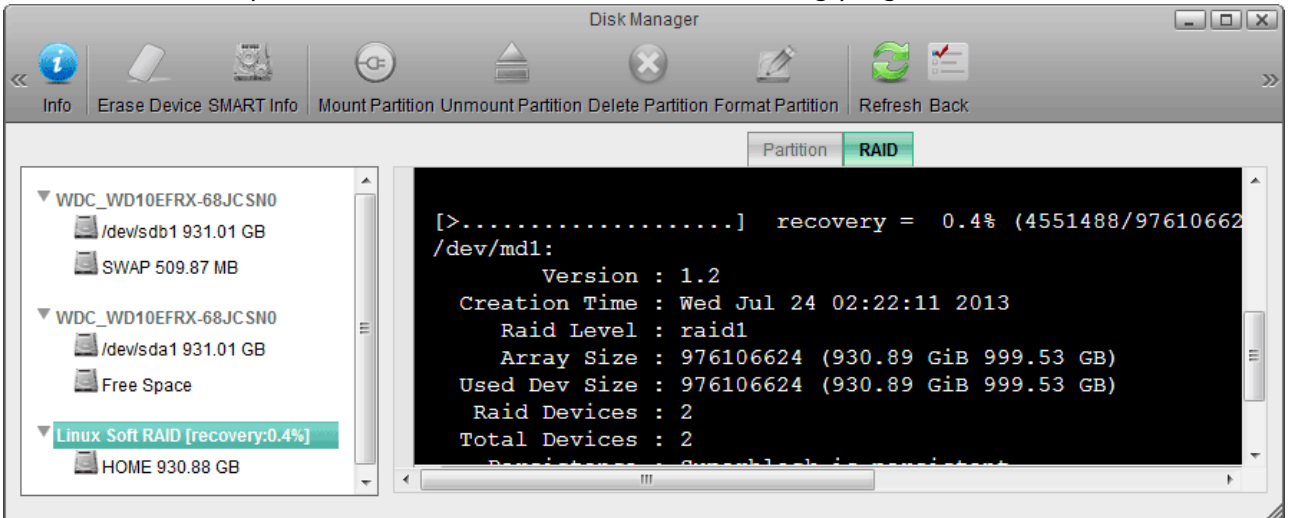 Disk Manager
Info Erase Device SMART Info Mount Partition Unmount Partition Delete Partition Format Partition Refresh Back
Partition RAID
WDC_WD10EFRX-68JCSN0
/dev/sdb1 931.01 GB
SWAP 509.87 MB
WDC_WD10EFRX-68JCSN0
/dev/sda1 931.01 GB
Free Space
Linux Soft RAID [recovery:0.4%]
HOME 930.88 GB
[>....................] recovery = 0.4% (4551488/97610662
/dev/md1:
Version : 1.2
Creation Time : Wed Jul 24 02:22:11 2013
Raid Level : raid1
Array Size : 976106624 (930.89 GiB 999.53 GB)
Used Dev Size : 976106624 (930.89 GiB 999.53 GB)
Raid Devices : 2
Total Devices : 2
Persistence : Superblock is persistent